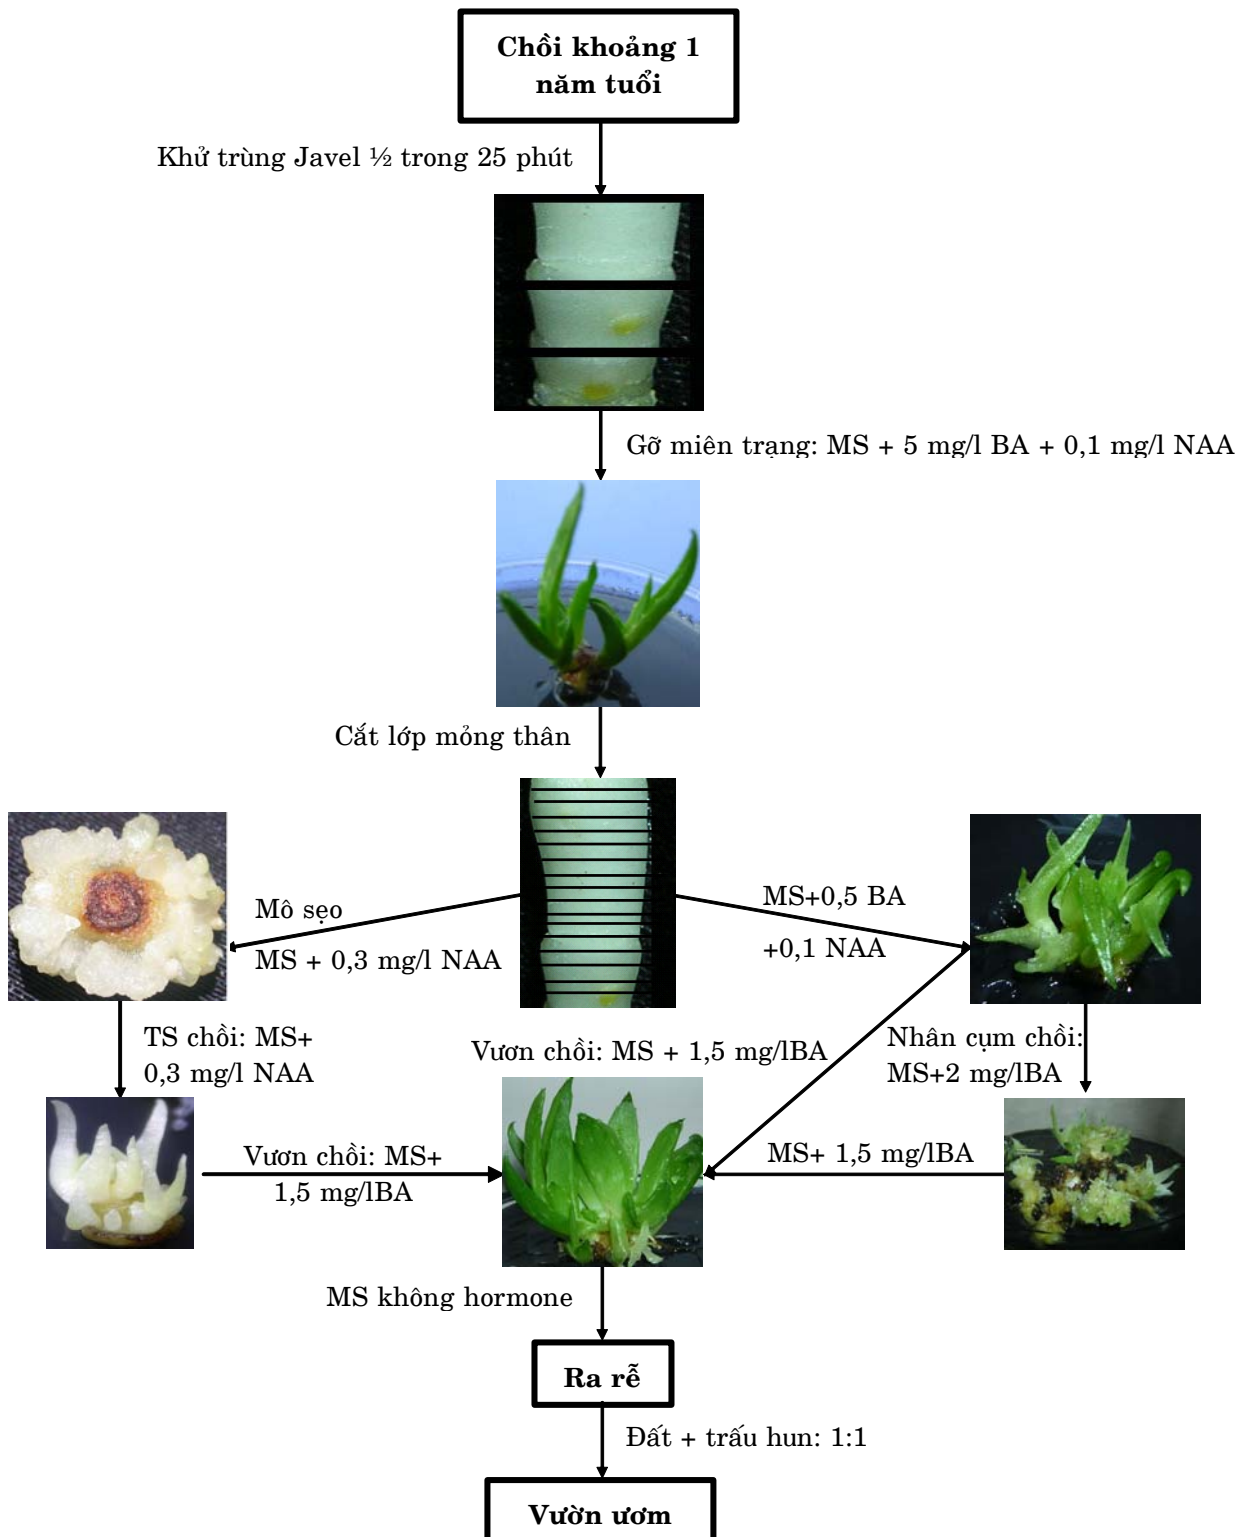 Chồi khoảng 1
năm tuổi
Khử trùng Javel ½ trong 25 phút
Gỡ miên trạng: MS + 5 mg/l BA + 0,1 mg/l NAA
Cắt lớp mỏng thân
Mô sẹo
MS + 0,3 mg/l NAA
MS+0,5 BA
+0,1 NAA
TS chồi: MS+
0,3 mg/l NAA
Vươn chồi: MS + 1,5 mg/lBA
Nhân cụm chồi:
MS+2 mg/lBA
Vươn chồi: MS+
1,5 mg/lBA
MS+ 1,5 mg/lBA
MS không hormone
Ra rễ
Đất + trấu hun: 1:1
Vườn ươm